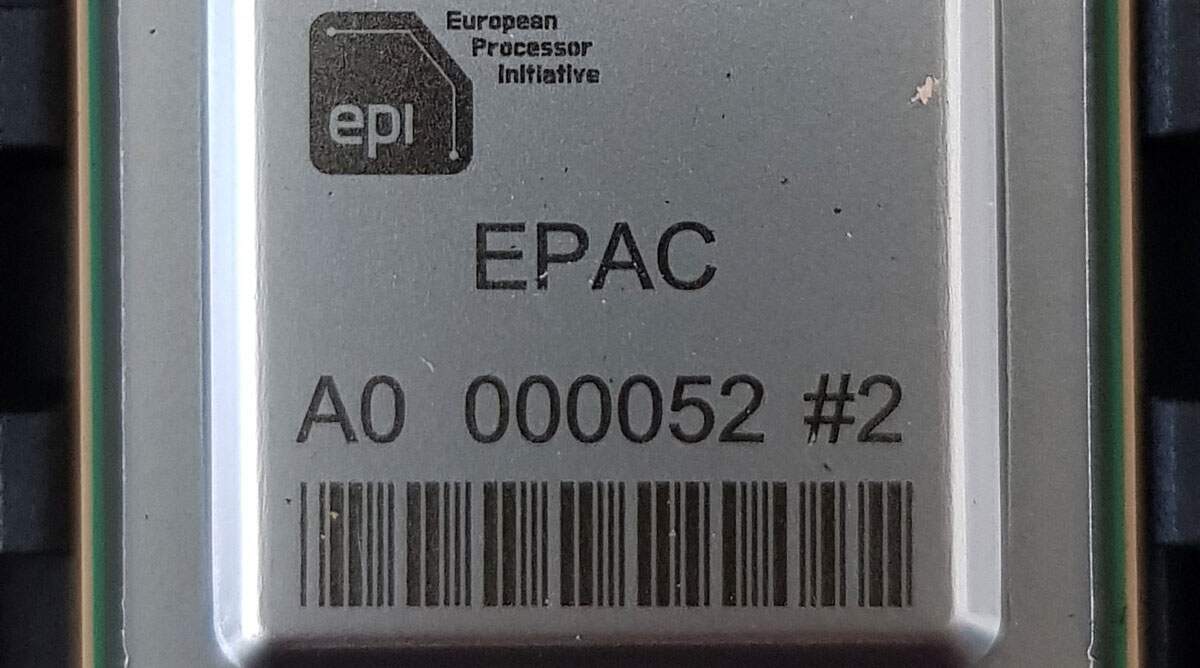 European
Processor
Initiative
epi
EPAC
A0 000052 #2